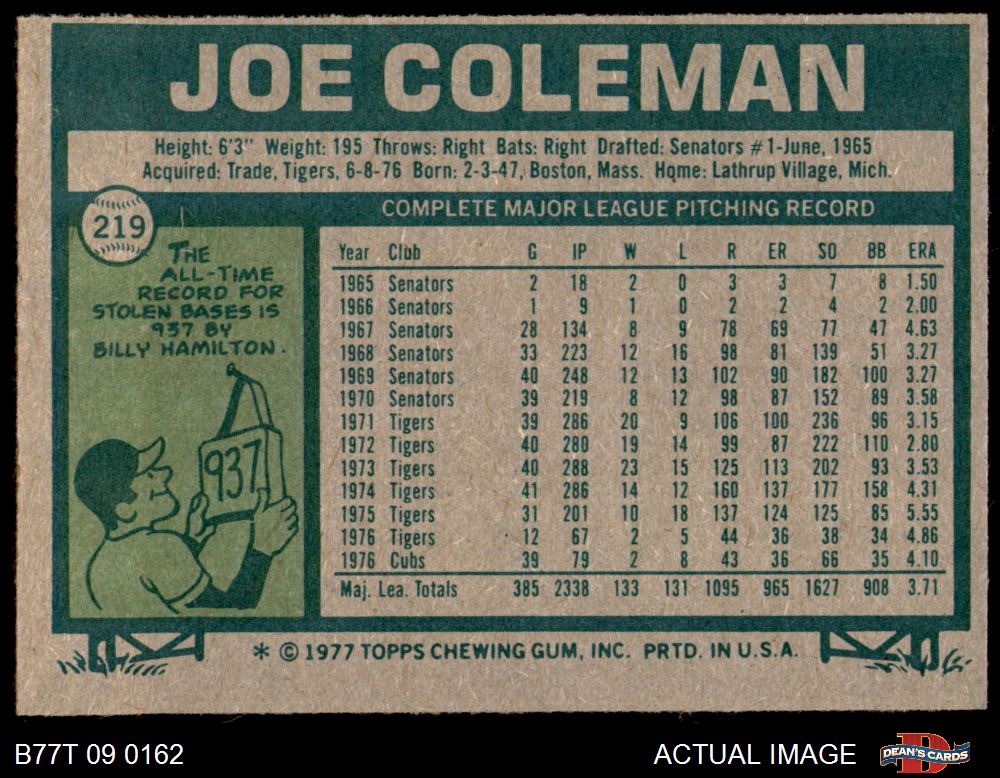 JOE COLEMAN
Height: 6'3" Weight: 195 Throws: Right Bats: Right Drafted: Senators #1-June, 1965
Acquired: Trade, Tigers, 6-8-76 Born: 2-3-47, Boston, Mass. Home: Lathrup Village, Mich.
219
THE
ALL-TIME
RECORD FOR
STOLEN BASES IS
937 BY
BILLY HAMILTON.
937
COMPLETE MAJOR LEAGUE PITCHING RECORD
Year Club G IP W L R ER SO BB ERA
1965 Senators 2 18 2 0 3 3 7 8 1.50
1966 Senators 1 9 1 0 2 2 4 2 2.00
1967 Senators 28 134 8 9 78 69 77 47 4.63
1968 Senators 33 223 12 16 98 81 139 51 3.27
1969 Senators 40 248 12 13 102 90 182 100 3.27
1970 Senators 39 219 8 12 98 87 152 89 3.58
1971 Tigers 39 286 20 9 106 100 236 96 3.15
1972 Tigers 40 280 19 14 99 87 222 110 2.80
1973 Tigers 40 288 23 15 125 113 202 93 3.53
1974 Tigers 41 286 14 12 160 137 177 158 4.31
1975 Tigers 31 201 10 18 137 124 125 85 5.55
1976 Tigers 12 67 2 5 44 36 38 34 4.86
1976 Cubs 39 79 2 8 43 36 66 35 4.10
Maj. Lea. Totals 385 2338 133 131 1095 965 1627 908 3.71
* © 1977 TOPPS CHEWING GUM, INC. PRTD. IN U.S.A.
B77T 09 0162
ACTUAL IMAGE
D
DEAN'S CARDS